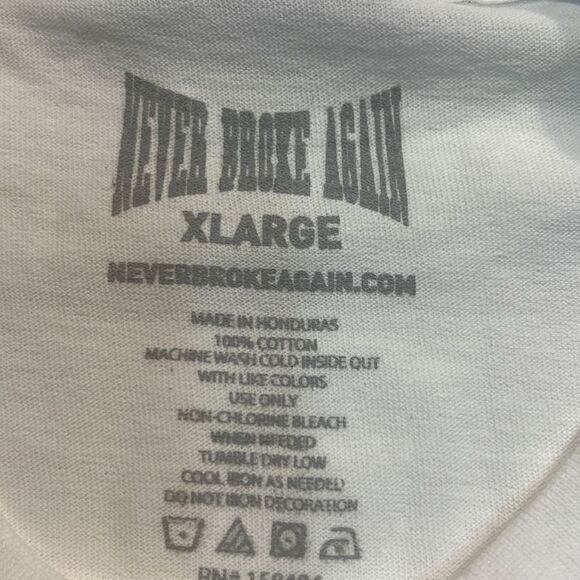 NEVER BROKE AGAIN
XLARGE
NEVERBROKEAGAIN.COM
MADE IN HONDURAS
100% COTTON
MACHINE WASH COLD INSIDE OUT
WITH LIKE COLORS
USE ONLY
NON-CHLORINE BLEACH
WHEN NEEDED
TUMBLE DRY LOW
COOL IRON AS NEEDED
DO NOT IRON DECORATION
RN#